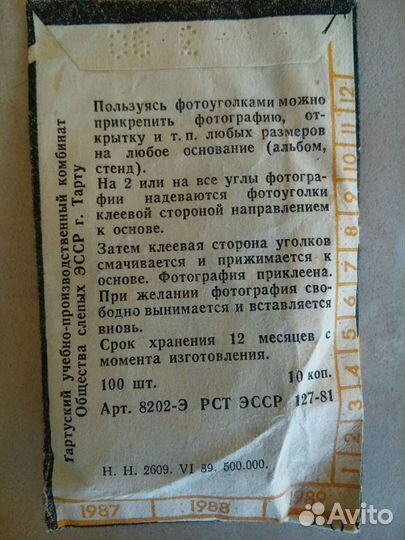 Пользуясь фотоуголками можно
прикрепить фотографию, от-
крытку и т. п. любых размеров
на любое основание (альбом,
стенд).
На 2 или на все углы фотогра-
фии надеваются фотоуголки
клеевой стороной направлением
к основе.
Затем клеевая сторона уголков
смачивается и прижимается к
основе. Фотография приклеена.
При желании фотография сво-
бодно вынимается и вставляется
вновь.
Срок хранения 12 месяцев с
момента изготовления.
100 шт. 10 коп.
Арт. 8202-Э РСТ ЭССР 127-81
Н. Н. 2609. VI 89. 500.000.
Тартуский учебно-производственный комбинат
Общества слепых ЭССР г. Тарту
1987 1988 1989
1 2 3 4 5 6 7 8 9 10 11 12
Avito